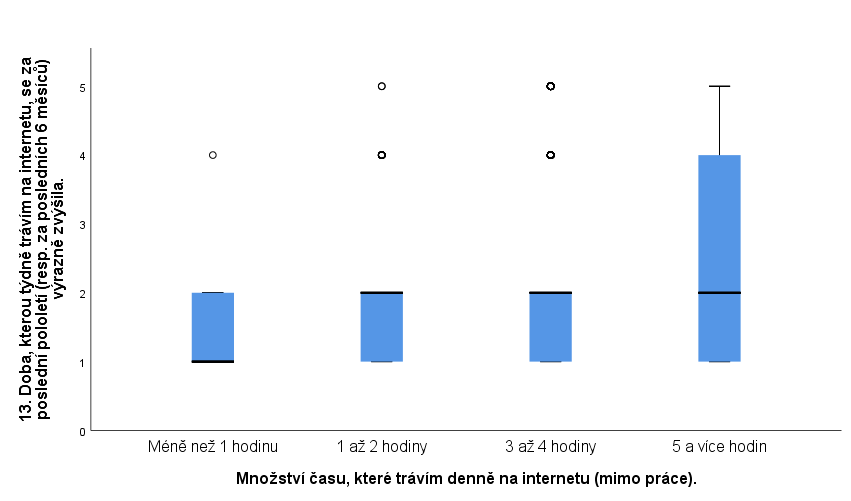 13. Doba, kterou týdně trávím na internetu, se za
poslední pololetí (resp. za posledních 6 měsíců)
výrazně zvýšila.
5
4
3
2
1
0
Méně než 1 hodinu
1 až 2 hodiny
3 až 4 hodiny
5 a více hodin
Množství času, které trávím denně na internetu (mimo práce).